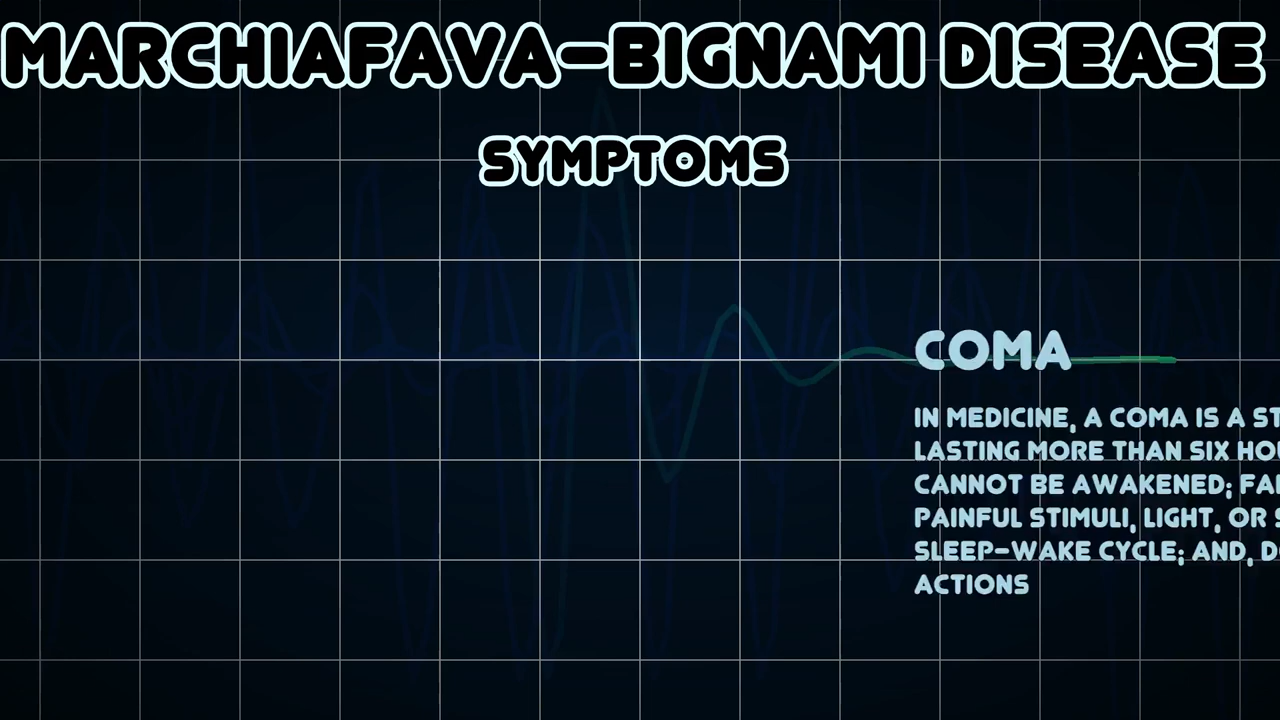 MARCHIAFAVA-BIGNAMI DISEASE
SYMPTOMS
COMA
IN MEDICINE, A COMA IS A
LASTING MORE THAN SIX
CANNOT BE AWAKENED;
PAINFUL STIMULI, LIGHT, OR
SLEEP-WAKE CYCLE; AND,
ACTIONS